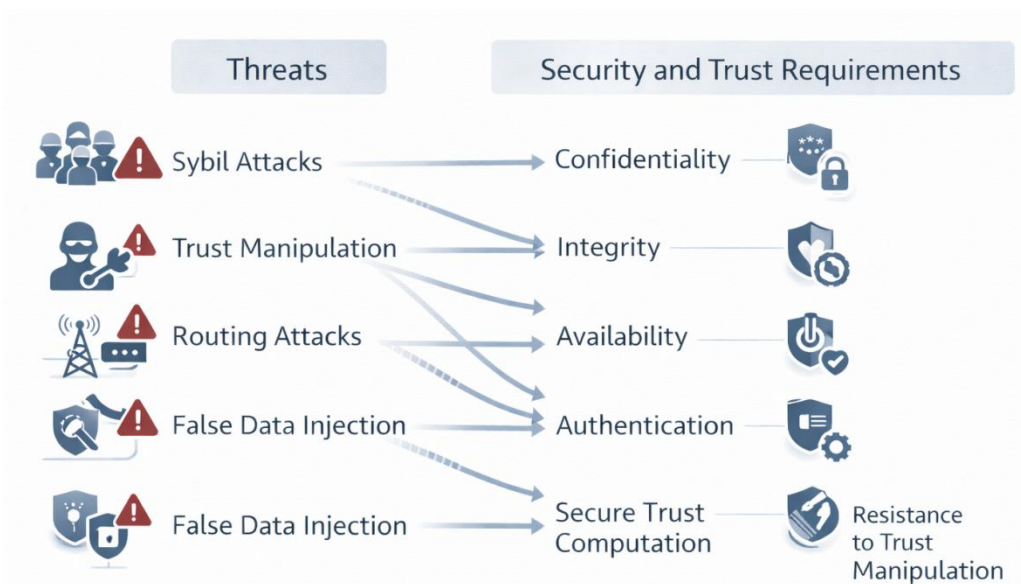 Threats
Security and Trust Requirements
Sybil Attacks
Confidentiality
Trust Manipulation
Integrity
Routing Attacks
Availability
False Data Injection
Authentication
False Data Injection
Secure Trust
Computation
Resistance
to Trust
Manipulation